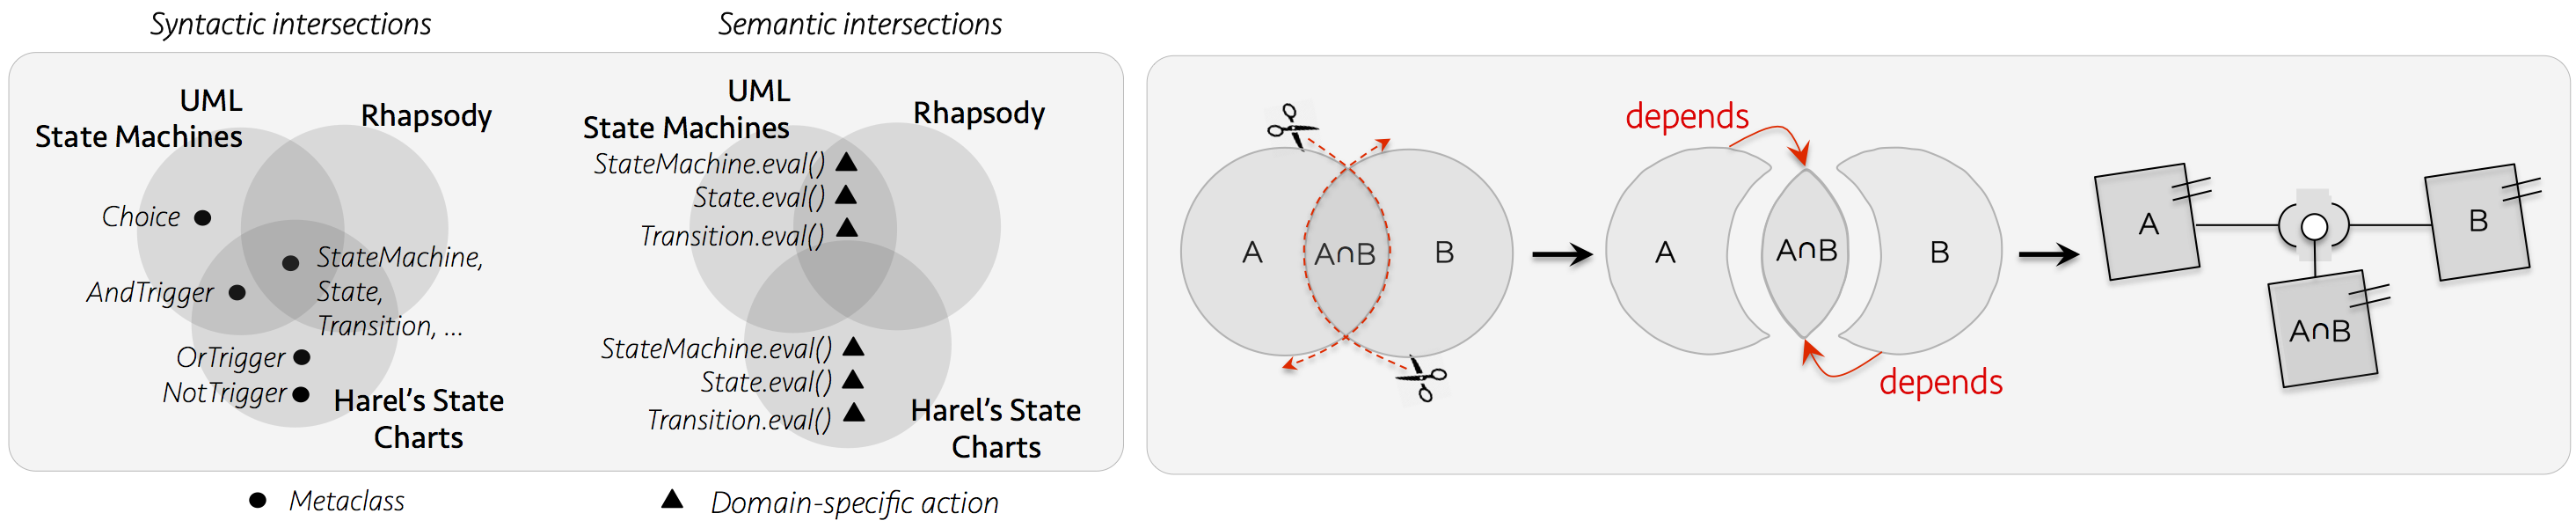 Syntactic intersections
Semantic intersections
UML
State Machines
Rhapsody
Choice
AndTrigger
StateMachine,
State,
Transition, ...
OrTrigger
NotTrigger
Harel's State
Charts
UML
State Machines
Rhapsody
StateMachine.eval()
State.eval()
Transition.eval()
StateMachine.eval()
State.eval()
Transition.eval()
Harel's State
Charts
Metaclass
Domain-specific action
A
A∩B
B
depends
A
A∩B
B
depends
A
B
A∩B